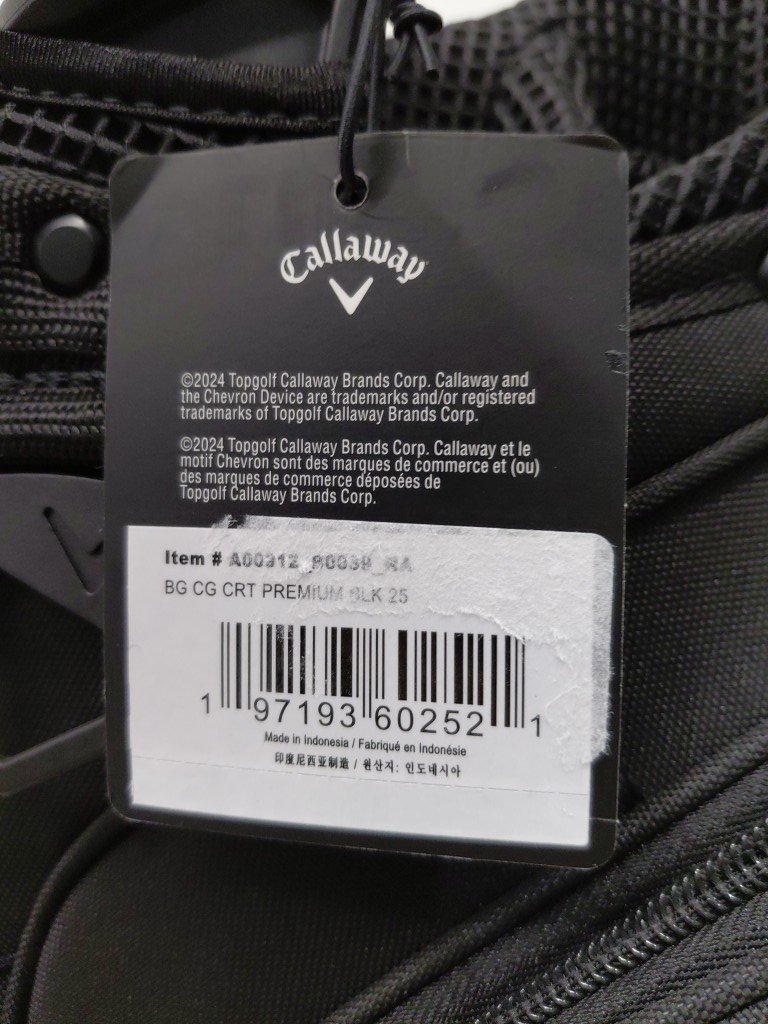 Callaway
©2024 Topgolf Callaway Brands Corp. Callaway and
the Chevron Device are trademarks and/or registered
trademarks of Topgolf Callaway Brands Corp.
©2024 Topgolf Callaway Brands Corp. Callaway et le
motif Chevron sont des marques de commerce et (ou)
des marques de commerce déposées de
Topgolf Callaway Brands Corp.
Item #
BG CG CRT PREMIUM BLK 25
1 97193 60252 1
Made in Indonesia / Fabriqué en Indonésie
印度尼西亚制造 / 원산지: 인도네시아